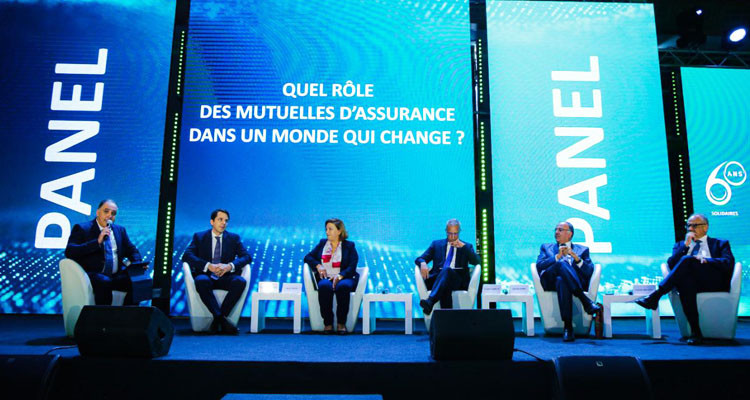 PANEL
QUEL RÔLE
DES MUTUELLES D'ASSURANCE
DANS UN MONDE QUI CHANGE ?
PANEL
60 ANS
SOLIDAIRES